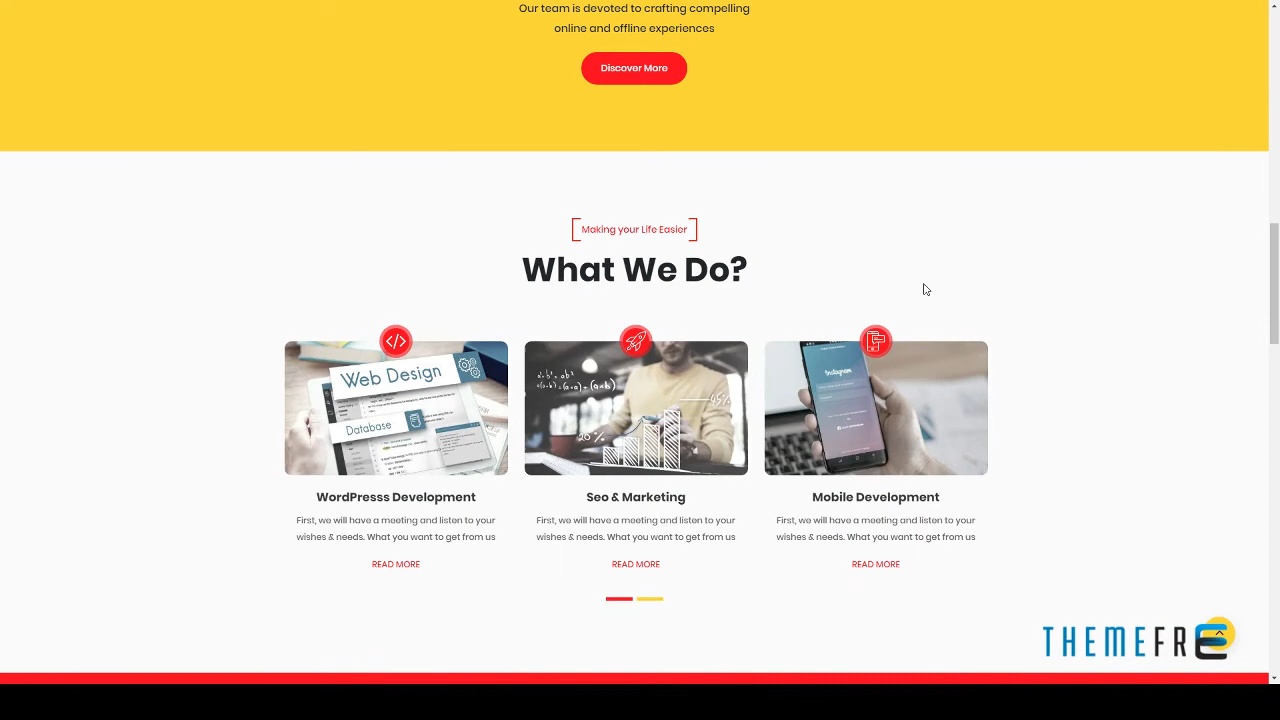 Our team is devoted to crafting compelling
online and offline experiences
Discover More
Making your Life Easier
What We Do?
Web Design
Database
20%
45%
Instagram
WordPresss Development
Seo & Marketing
Mobile Development
First, we will have a meeting and listen to your
wishes & needs. What you want to get from us
First, we will have a meeting and listen to your
wishes & needs. What you want to get from us
First, we will have a meeting and listen to your
wishes & needs. What you want to get from us
READ MORE
READ MORE
READ MORE
THEMEFRE